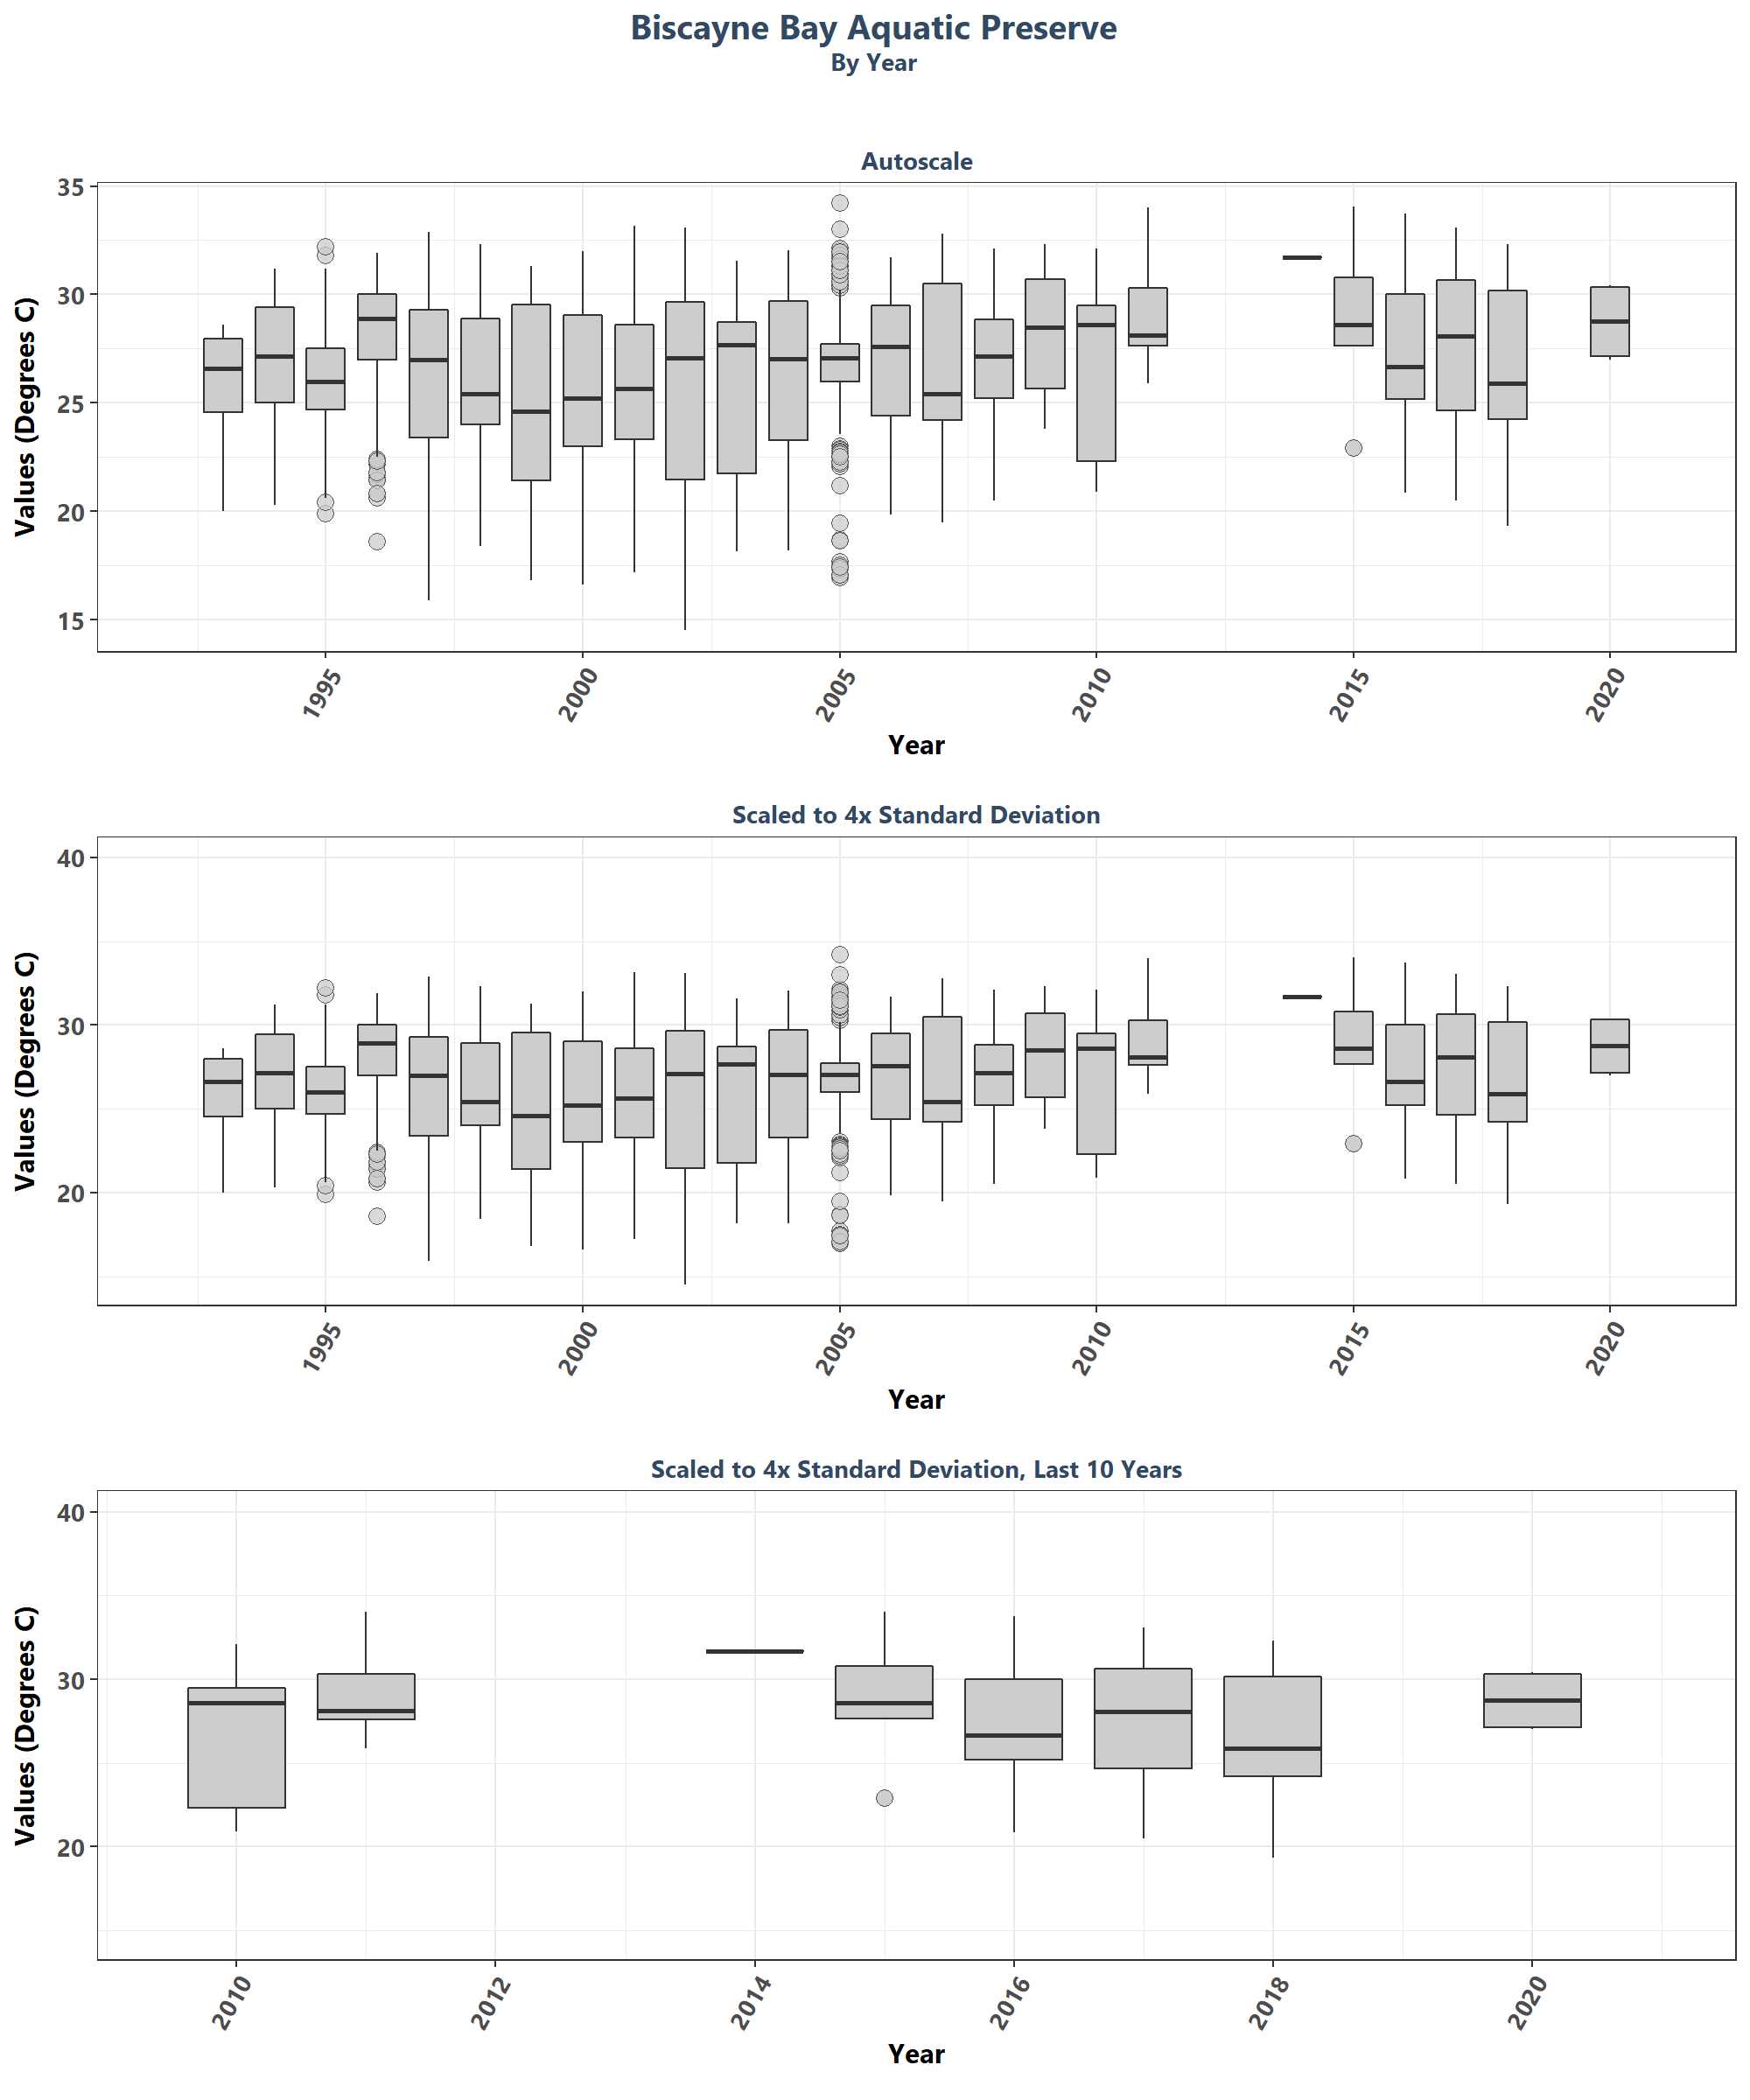 Biscayne Bay Aquatic Preserve
By Year
Autoscale
Values (Degrees C)
35
30
25
20
15
1995
2000
2005
2010
2015
2020
Year
Scaled to 4x Standard Deviation
Values (Degrees C)
40
30
20
1995
2000
2005
2010
2015
2020
Year
Scaled to 4x Standard Deviation, Last 10 Years
Values (Degrees C)
40
30
20
2010
2012
2014
2016
2018
2020
Year